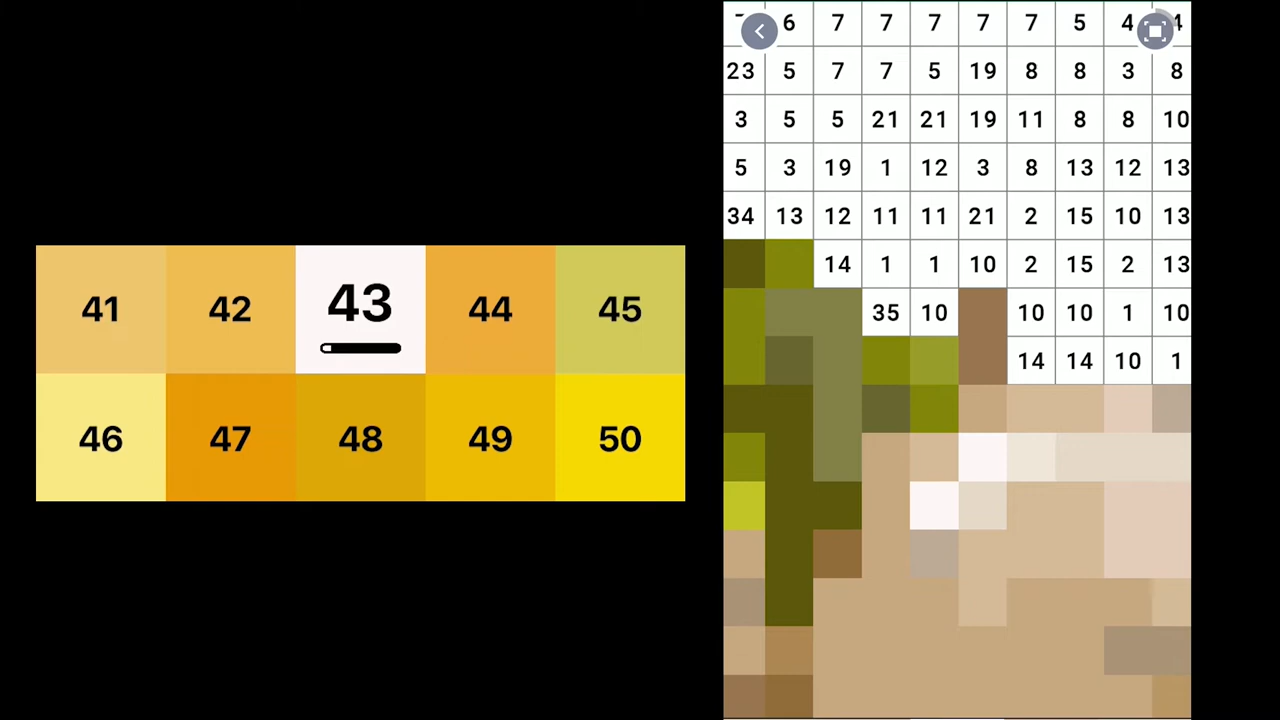 41 42 43 44 45
46 47 48 49 50
6 7 7 7 7 7 5 4 4
23 5 7 7 5 19 8 8 3 8
3 5 5 21 21 19 11 8 8 10
5 3 19 1 12 3 8 13 12 13
34 13 12 11 11 21 2 15 10 13
14 1 1 10 2 15 2 13
35 10 10 10 1 10
14 14 10 1